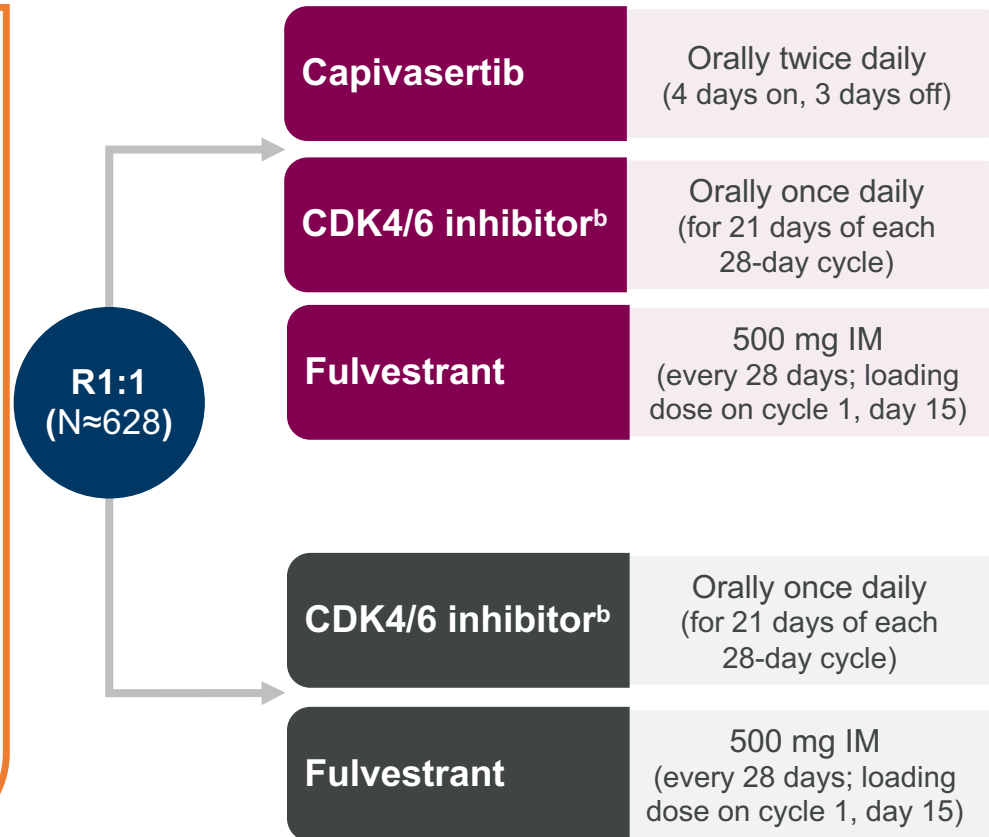 Capivasertib
Orally twice daily
(4 days on, 3 days off)
CDK4/6 inhibitorᵇ
Orally once daily
(for 21 days of each
28-day cycle)
Fulvestrant
500 mg IM
(every 28 days; loading
dose on cycle 1, day 15)
R1:1
(N≈628)
CDK4/6 inhibitorᵇ
Orally once daily
(for 21 days of each
28-day cycle)
Fulvestrant
500 mg IM
(every 28 days; loading
dose on cycle 1, day 15)